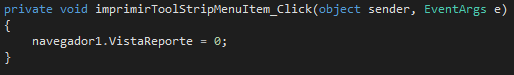 private void imprimirToolStripMenuItem_Click(object sender, EventArgs e)
{
    navegador1.VistaReporte = 0;
}